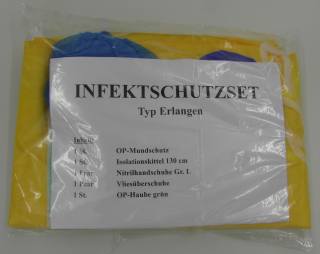 INFEKTSCHUTZSET
Typ Erlangen
Inhalt:
1 St. OP-Mundschutz
1 St. Isolationskittel 130 cm
1 Paar Nitrilhandschuhe Gr. L
1 Paar Vliesüberschuhe
1 St. OP-Haube grün